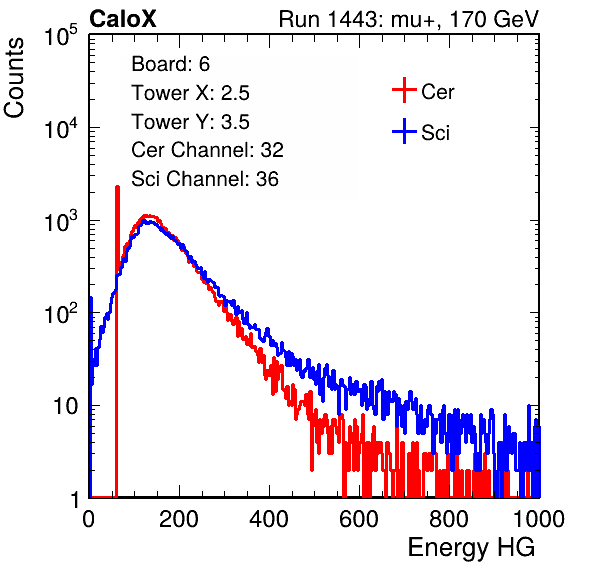 CaloX Run 1443: mu+, 170 GeV
Counts
Board: 6
Tower X: 2.5
Tower Y: 3.5
Cer Channel: 32
Sci Channel: 36
Cer
Sci
10^5
10^4
10^3
10^2
10
1
0 200 400 600 800 1000
Energy HG